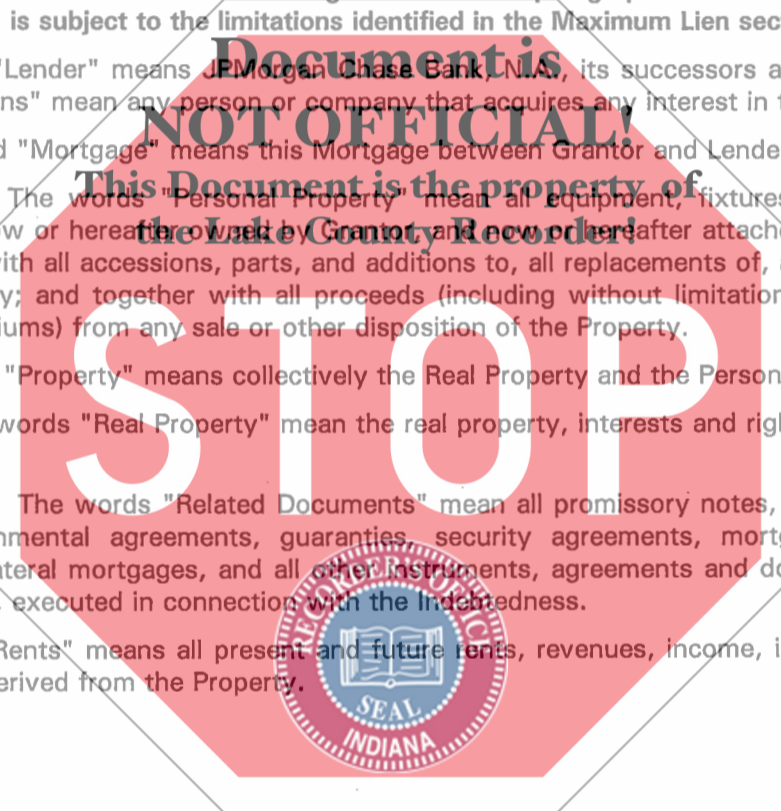 is subject to the limitations identified in the Maximum Lien sec
Document is
"Lender" means JPMorgan Chase Bank, N.A., its successors a
ns" mean any person or company that acquires any interest in t
NOT OFFICIAL!
d "Mortgage" means this Mortgage between Grantor and Lende
This Document is the property of
The words "Personal Property" mean all equipment, fixtures
the Lake County Recorder!
w or hereafter owned by Grantor, and now or hereafter attach
ith all accessions, parts, and additions to, all replacements of,
y; and together with all proceeds (including without limitation
iums) from any sale or other disposition of the Property.
"Property" means collectively the Real Property and the Person
words "Real Property" mean the real property, interests and rig
STOP
The words "Related Documents" mean all promissory notes,
nmental agreements, guaranties, security agreements, mort
ateral mortgages, and all other instruments, agreements and do
executed in connection with the Indebtedness.
Rents" means all present and future rents, revenues, income, i
erived from the Property.
RECORDER'S OFFICE
SEAL
INDIANA